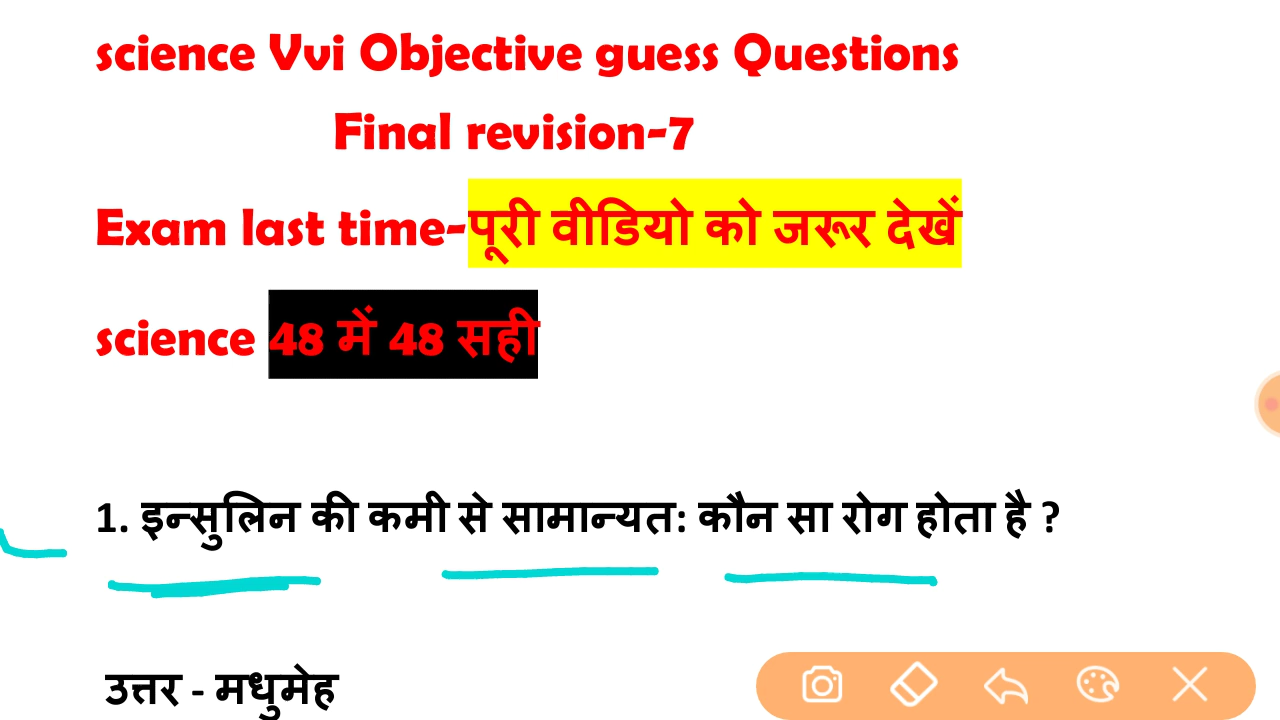 science Vvi Objective guess Questions
Final revision-7
Exam last time-पूरी वीडियो को जरूर देखें
science 48 में 48 सही
1. इन्सुलिन की कमी से सामान्यत: कौन सा रोग होता है ?
उत्तर - मधुमेह